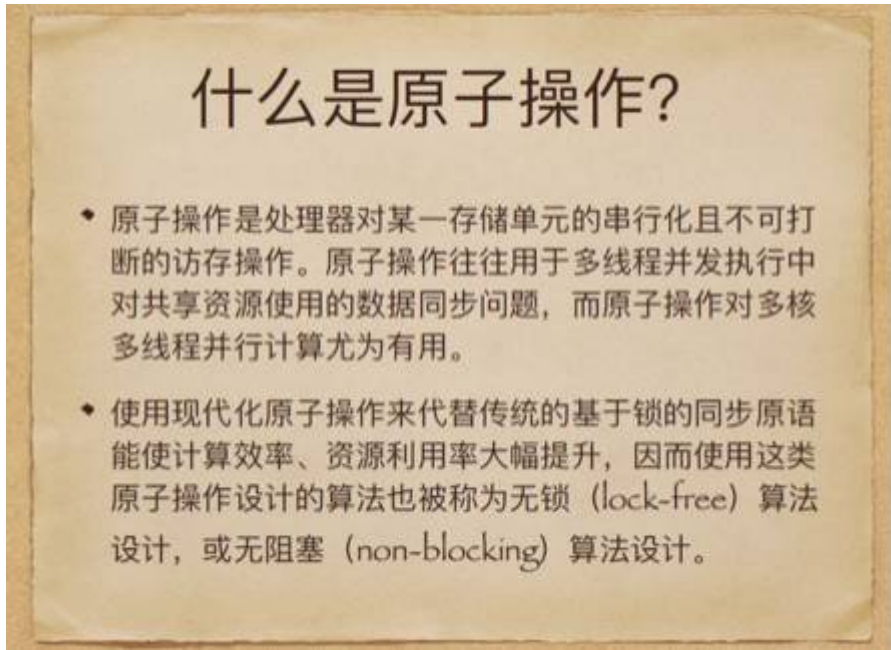 什么是原子操作?
• 原子操作是处理器对某一存储单元的串行化且不可打
断的访存操作。原子操作往往用于多线程并发执行中
对共享资源使用的数据同步问题，而原子操作对多核
多线程并行计算尤为有用。
• 使用现代化原子操作来代替传统的基于锁的同步原语
能使计算效率、资源利用率大幅提升，因而使用这类
原子操作设计的算法也被称为无锁（lock-free）算法
设计，或无阻塞（non-blocking）算法设计。